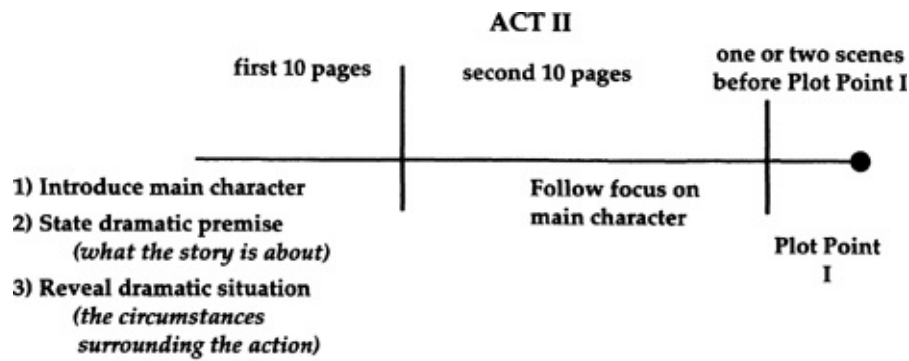 ACT II
first 10 pages
second 10 pages
one or two scenes
before Plot Point I
1) Introduce main character
2) State dramatic premise
(what the story is about)
3) Reveal dramatic situation
(the circumstances
surrounding the action)
Follow focus on
main character
Plot Point
I